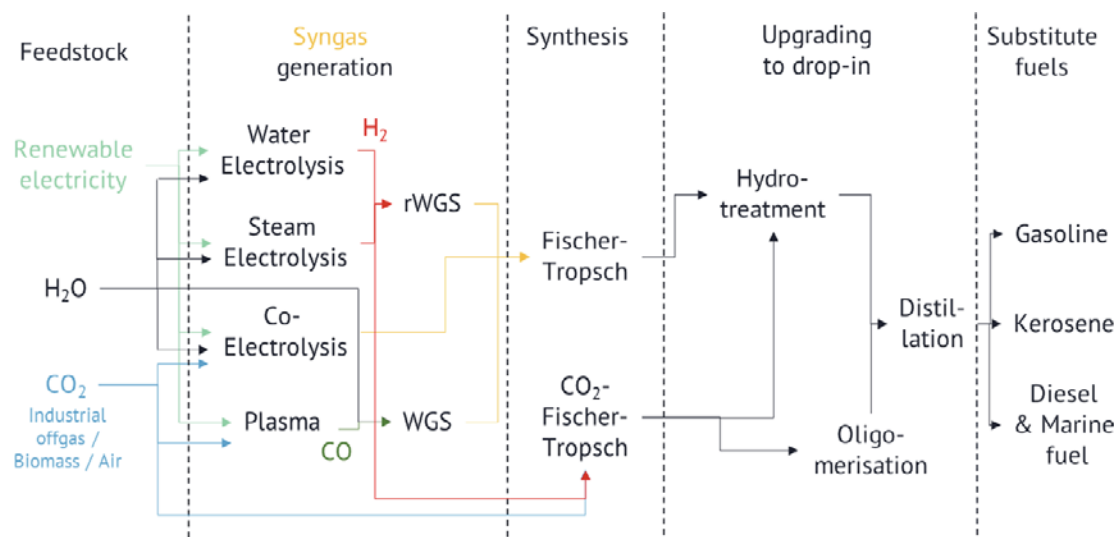 Feedstock
Syngas
generation
Synthesis
Upgrading
to drop-in
Substitute
fuels
Renewable
electricity
H₂O
CO₂
Industrial
offgas /
Biomass / Air
Water
Electrolysis
H₂
Steam
Electrolysis
Co-
Electrolysis
Plasma
CO
rWGS
WGS
Fischer-
Tropsch
CO₂-
Fischer-
Tropsch
Hydro-
treatment
Oligo-
merisation
Distil-
lation
Gasoline
Kerosene
Diesel
& Marine
fuel